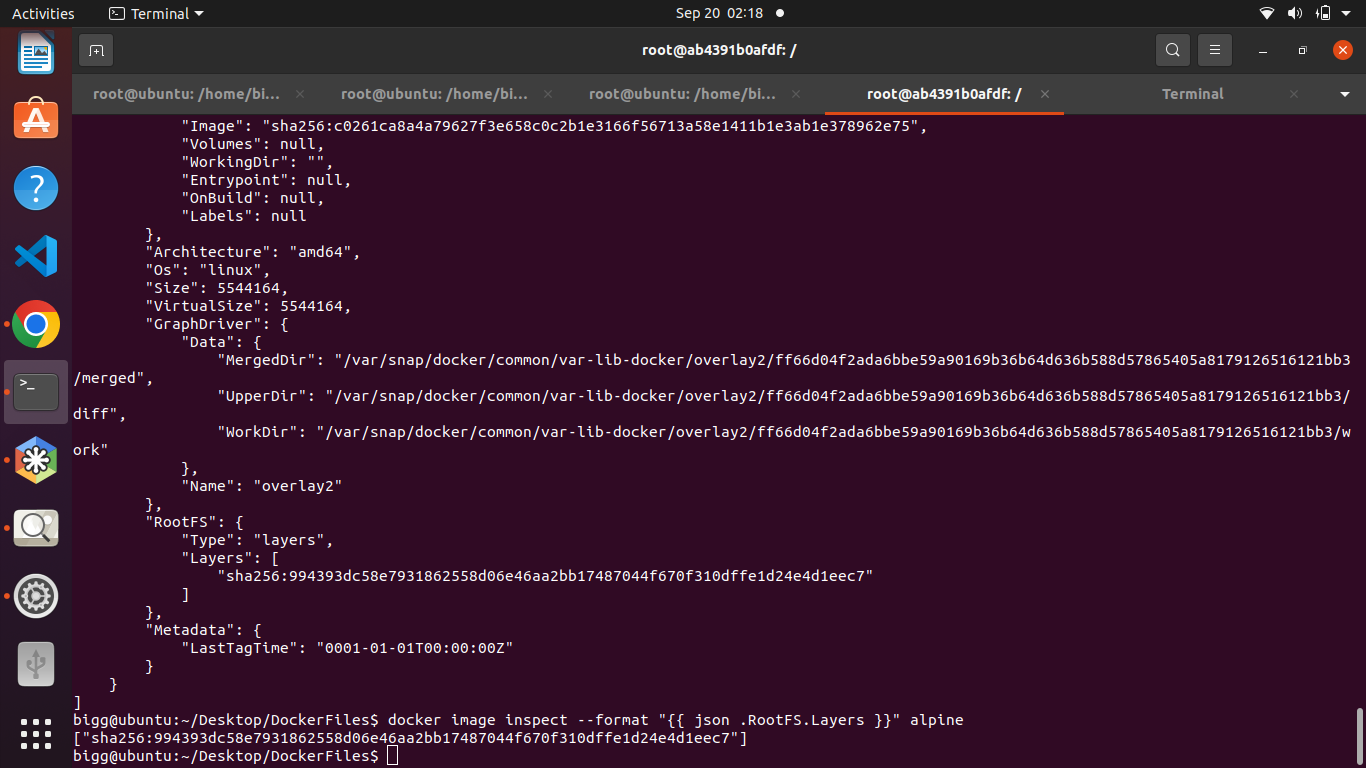 Activities
Terminal
Sep 20 02:18
root@ab4391b0afdf: /
root@ubuntu: /home/bi...
root@ubuntu: /home/bi...
root@ubuntu: /home/bi...
root@ab4391b0afdf: /
Terminal
"Image": "sha256:c0261ca8a4a79627f3e658c0c2b1e3166f56713a58e1411b1e3ab1e378962e75",
"Volumes": null,
"WorkingDir": "",
"Entrypoint": null,
"OnBuild": null,
"Labels": null
},
"Architecture": "amd64",
"Os": "linux",
"Size": 5544164,
"VirtualSize": 5544164,
"GraphDriver": {
"Data": {
"MergedDir": "/var/snap/docker/common/var-lib-docker/overlay2/ff66d04f2ada6bbe59a90169b36b64d636b588d57865405a8179126516121bb3
/merged",
"UpperDir": "/var/snap/docker/common/var-lib-docker/overlay2/ff66d04f2ada6bbe59a90169b36b64d636b588d57865405a8179126516121bb3/
diff",
"WorkDir": "/var/snap/docker/common/var-lib-docker/overlay2/ff66d04f2ada6bbe59a90169b36b64d636b588d57865405a8179126516121bb3/w
ork"
},
"Name": "overlay2"
},
"RootFS": {
"Type": "layers",
"Layers": [
"sha256:994393dc58e7931862558d06e46aa2bb17487044f670f310dffe1d24e4d1eec7"
]
},
"Metadata": {
"LastTagTime": "0001-01-01T00:00:00Z"
}
}
]
bigg@ubuntu:~/Desktop/DockerFiles$ docker image inspect --format "{{ json .RootFS.Layers }}" alpine
["sha256:994393dc58e7931862558d06e46aa2bb17487044f670f310dffe1d24e4d1eec7"]
bigg@ubuntu:~/Desktop/DockerFiles$